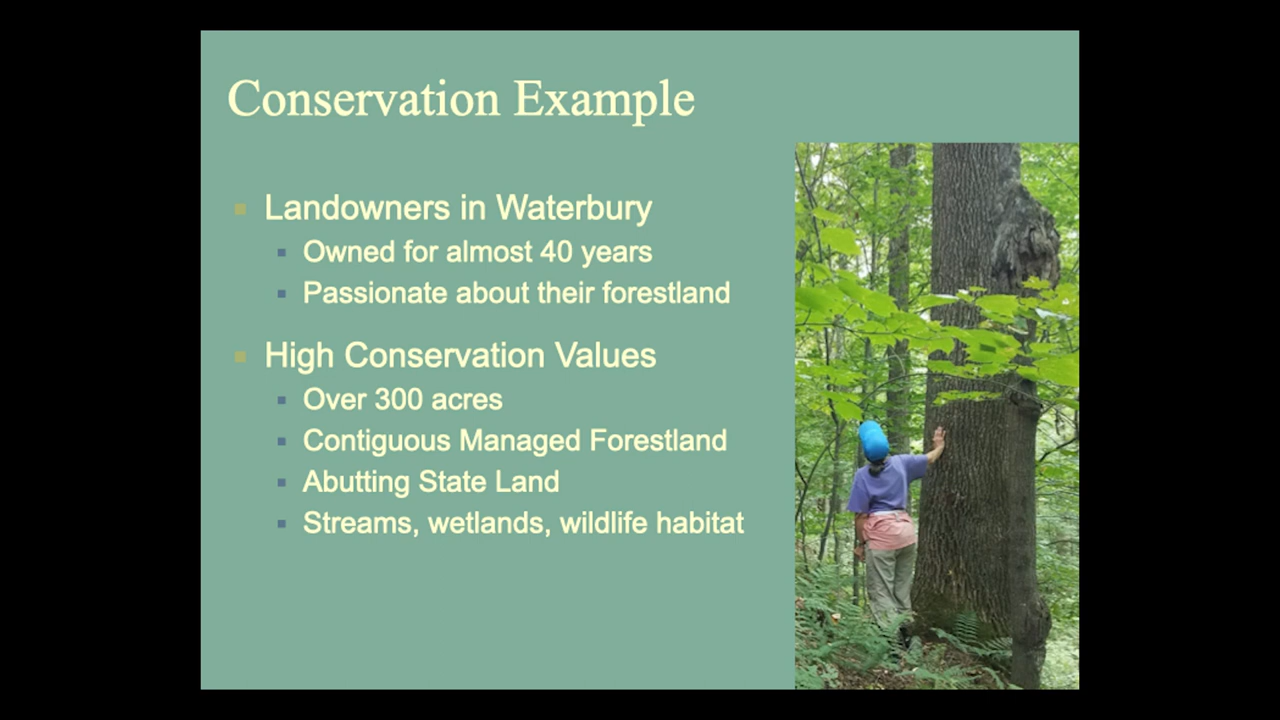 Conservation Example
Landowners in Waterbury
Owned for almost 40 years
Passionate about their forestland
High Conservation Values
Over 300 acres
Contiguous Managed Forestland
Abutting State Land
Streams, wetlands, wildlife habitat